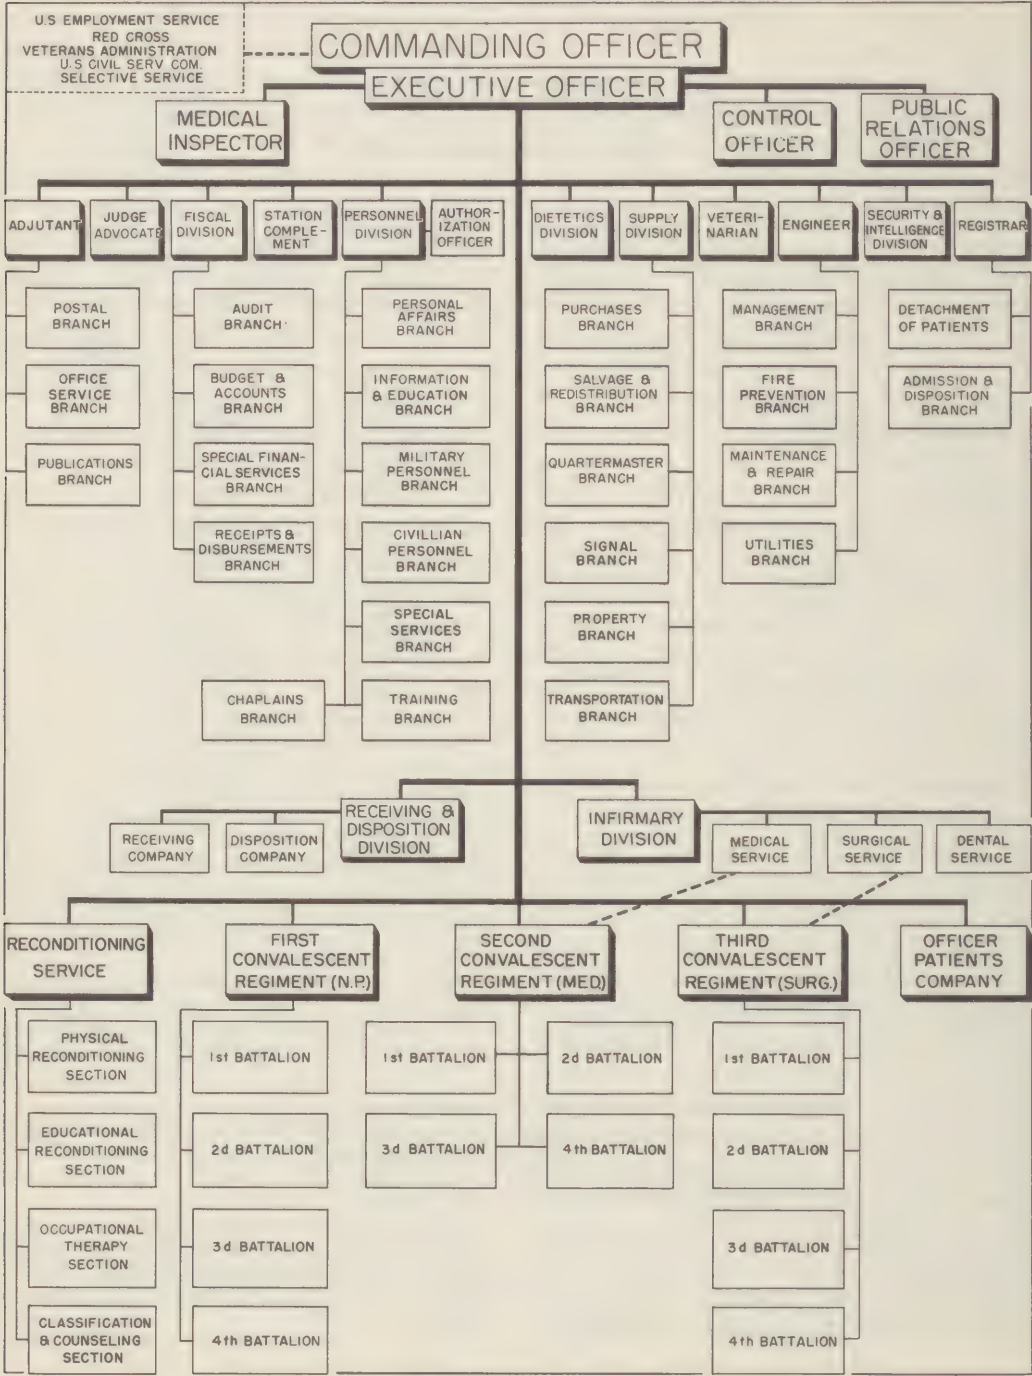 U.S EMPLOYMENT SERVICE
RED CROSS
VETERANS ADMINISTRATION
U.S CIVIL SERV COM.
SELECTIVE SERVICE
COMMANDING OFFICER
EXECUTIVE OFFICER
MEDICAL
INSPECTOR
CONTROL
OFFICER
PUBLIC
RELATIONS
OFFICER
ADJUTANT
JUDGE
ADVOCATE
FISCAL
DIVISION
STATION
COMPLE-
MENT
PERSONNEL
DIVISION
AUTHOR-
IZATION
OFFICER
DIETETICS
DIVISION
SUPPLY
DIVISION
VETERI-
NARIAN
ENGINEER
SECURITY &
INTELLIGENCE
DIVISION
REGISTRAR
POSTAL
BRANCH
OFFICE
SERVICE
BRANCH
PUBLICATIONS
BRANCH
AUDIT
BRANCH
BUDGET &
ACCOUNTS
BRANCH
SPECIAL FINAN-
CIAL SERVICES
BRANCH
RECEIPTS &
DISBURSEMENTS
BRANCH
PERSONAL
AFFAIRS
BRANCH
INFORMATION
& EDUCATION
BRANCH
MILITARY
PERSONNEL
BRANCH
CIVILLIAN
PERSONNEL
BRANCH
SPECIAL
SERVICES
BRANCH
CHAPLAINS
BRANCH
TRAINING
BRANCH
PURCHASES
BRANCH
SALVAGE &
REDISTRIBUTION
BRANCH
QUARTERMASTER
BRANCH
SIGNAL
BRANCH
PROPERTY
BRANCH
TRANSPORTATION
BRANCH
MANAGEMENT
BRANCH
FIRE
PREVENTION
BRANCH
MAINTENANCE
& REPAIR
BRANCH
UTILITIES
BRANCH
DETACHMENT
OF PATIENTS
ADMISSION &
DISPOSITION
BRANCH
RECEIVING &
DISPOSITION
DIVISION
RECEIVING
COMPANY
DISPOSITION
COMPANY
INFIRMARY
DIVISION
MEDICAL
SERVICE
SURGICAL
SERVICE
DENTAL
SERVICE
RECONDITIONING
SERVICE
FIRST
CONVALESCENT
REGIMENT (N.P.)
SECOND
CONVALESCENT
REGIMENT (MED.)
THIRD
CONVALESCENT
REGIMENT (SURG.)
OFFICER
PATIENTS
COMPANY
PHYSICAL
RECONDITIONING
SECTION
EDUCATIONAL
RECONDITIONING
SECTION
OCCUPATIONAL
THERAPY
SECTION
CLASSIFICATION
& COUNSELING
SECTION
1st BATTALION
2d BATTALION
3d BATTALION
4th BATTALION
1st BATTALION
2d BATTALION
3d BATTALION
4th BATTALION
1st BATTALION
2d BATTALION
3d BATTALION
4th BATTALION